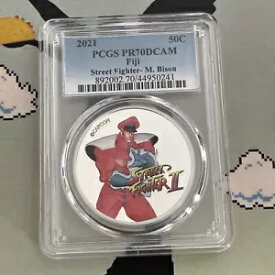 2021 50C
PCGS PR70DCAM
Fiji
Street Fighter- M. Bison
892002.70/44950241
©CAPCOM
STREET
FIGHTER II